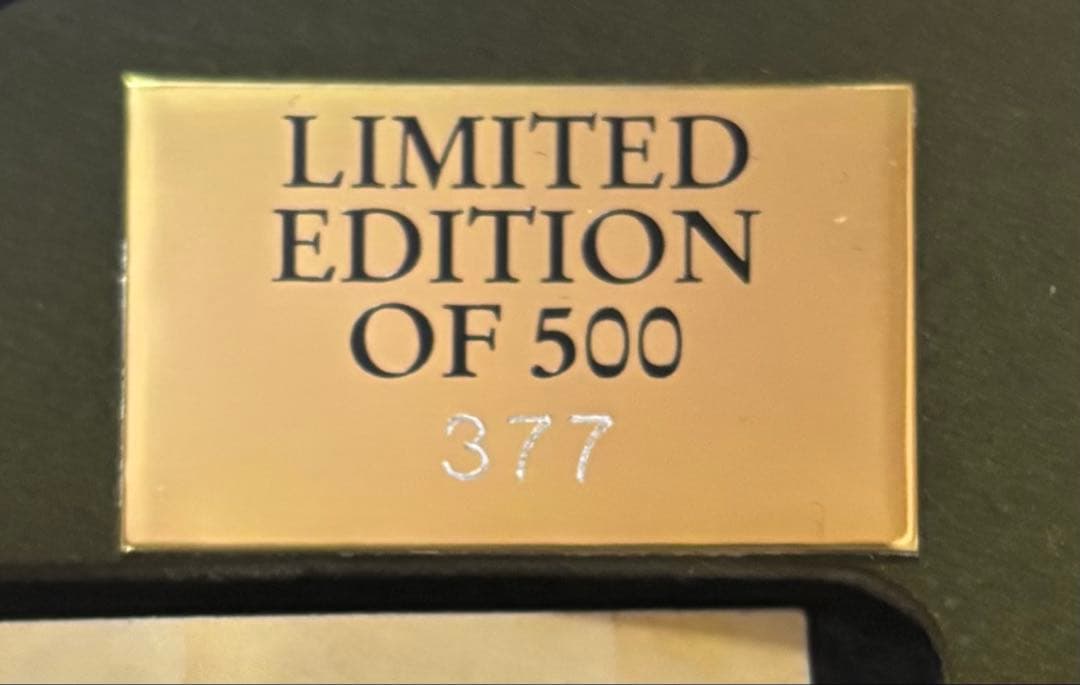 LIMITED
EDITION
OF 500
377